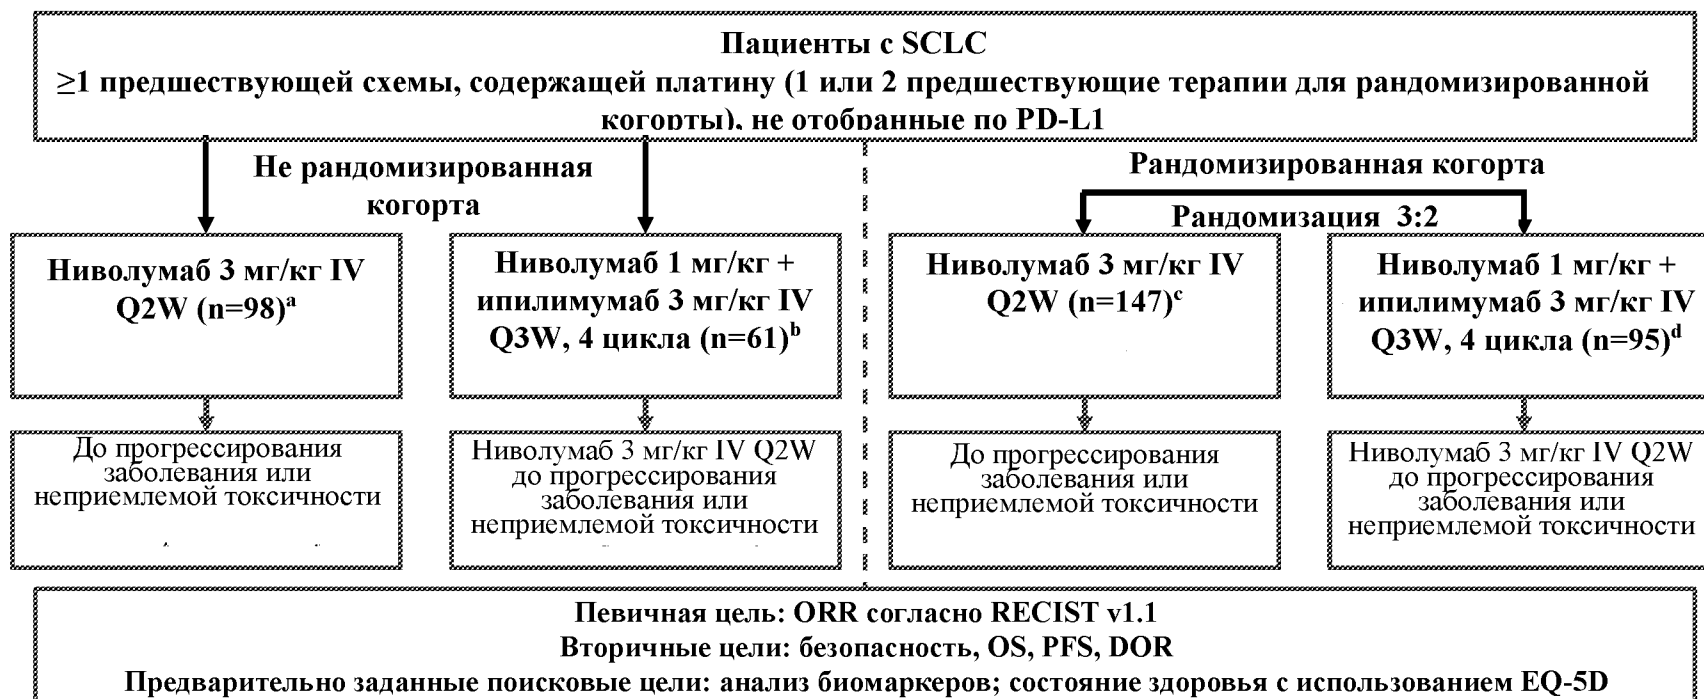 Пациенты с SCLC
≥1 предшествующей схемы, содержащей платину (1 или 2 предшествующие терапии для рандомизированной
когорты), не отобранные по PD-L1
Не рандомизированная
когорта
Рандомизированная когорта
Рандомизация 3:2
Ниволумаб 3 мг/кг IV
Q2W (n=98)a
Ниволумаб 1 мг/кг +
ипилимумаб 3 мг/кг IV
Q3W, 4 цикла (n=61)b
Ниволумаб 3 мг/кг IV
Q2W (n=147)c
Ниволумаб 1 мг/кг +
ипилимумаб 3 мг/кг IV
Q3W, 4 цикла (n=95)d
До прогрессирования
заболевания или
неприемлемой токсичности
Ниволумаб 3 мг/кг IV Q2W
до прогрессирования
заболевания или
неприемлемой токсичности
До прогрессирования
заболевания или
неприемлемой токсичности
Ниволумаб 3 мг/кг IV Q2W
до прогрессирования
заболевания или
неприемлемой токсичности
Певичная цель: ORR согласно RECIST v1.1
Вторичные цели: безопасность, OS, PFS, DOR
Предварительно заданные поисковые цели: анализ биомаркеров; состояние здоровья с использованием EQ-5D